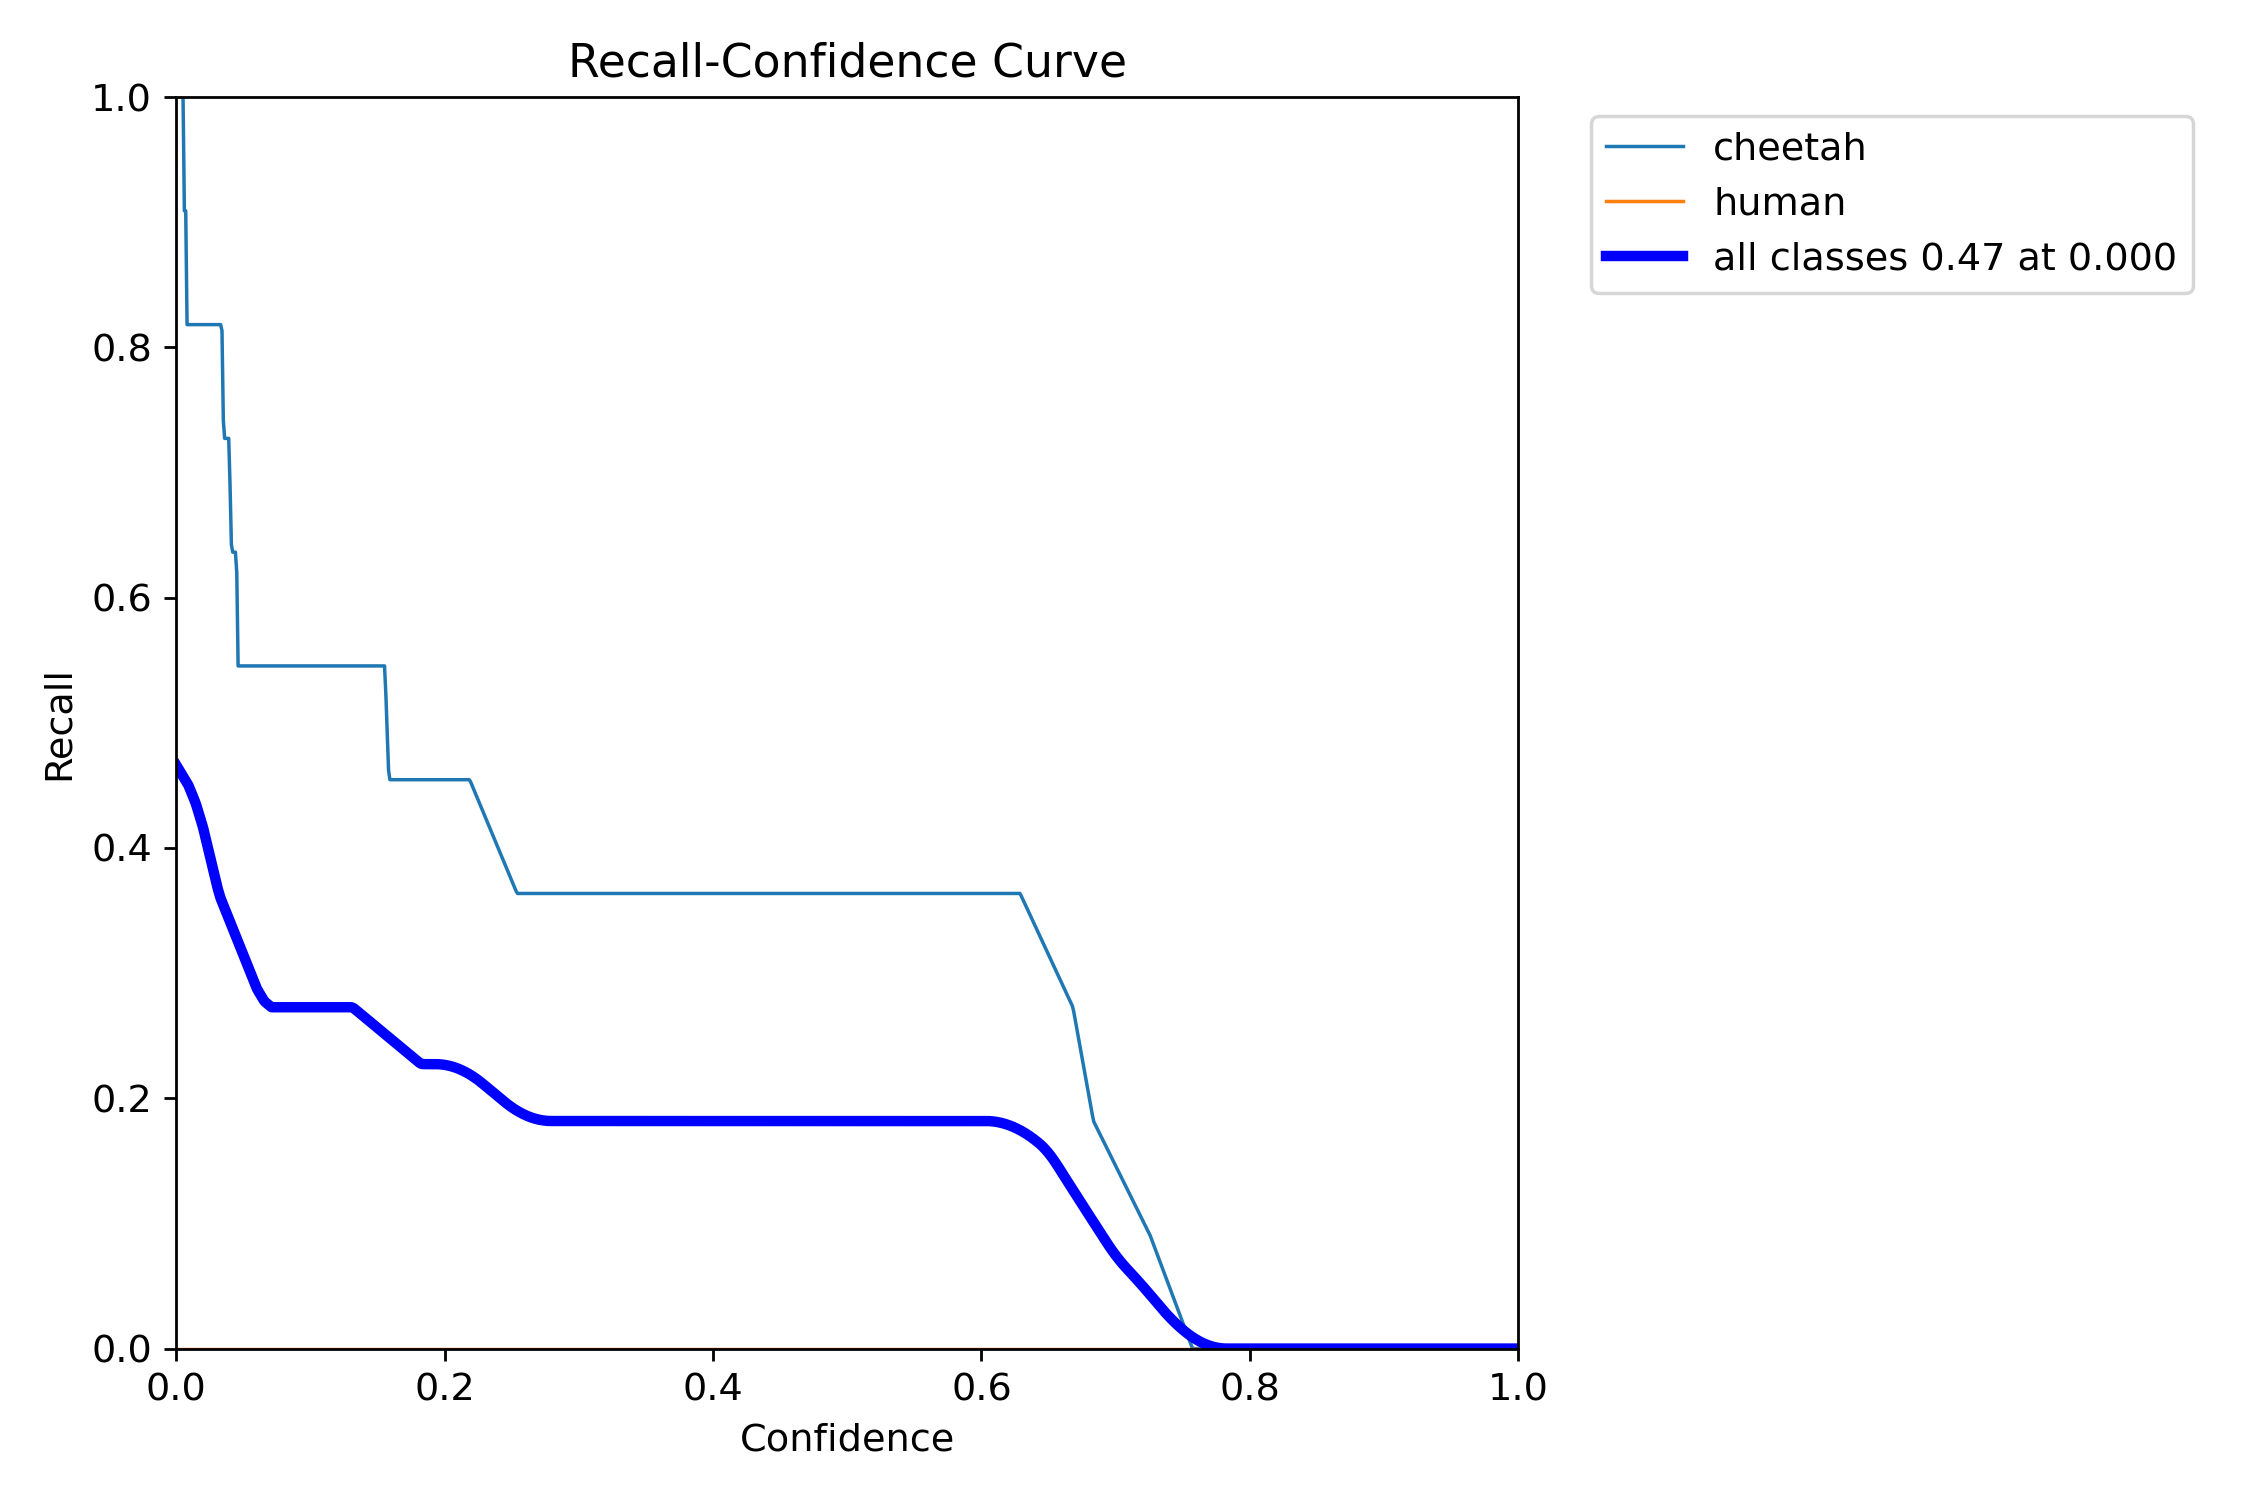 Recall-Confidence Curve
1.0
0.8
0.6
0.4
0.2
0.0
Recall
0.0 0.2 0.4 0.6 0.8 1.0
Confidence
cheetah
human
all classes 0.47 at 0.000